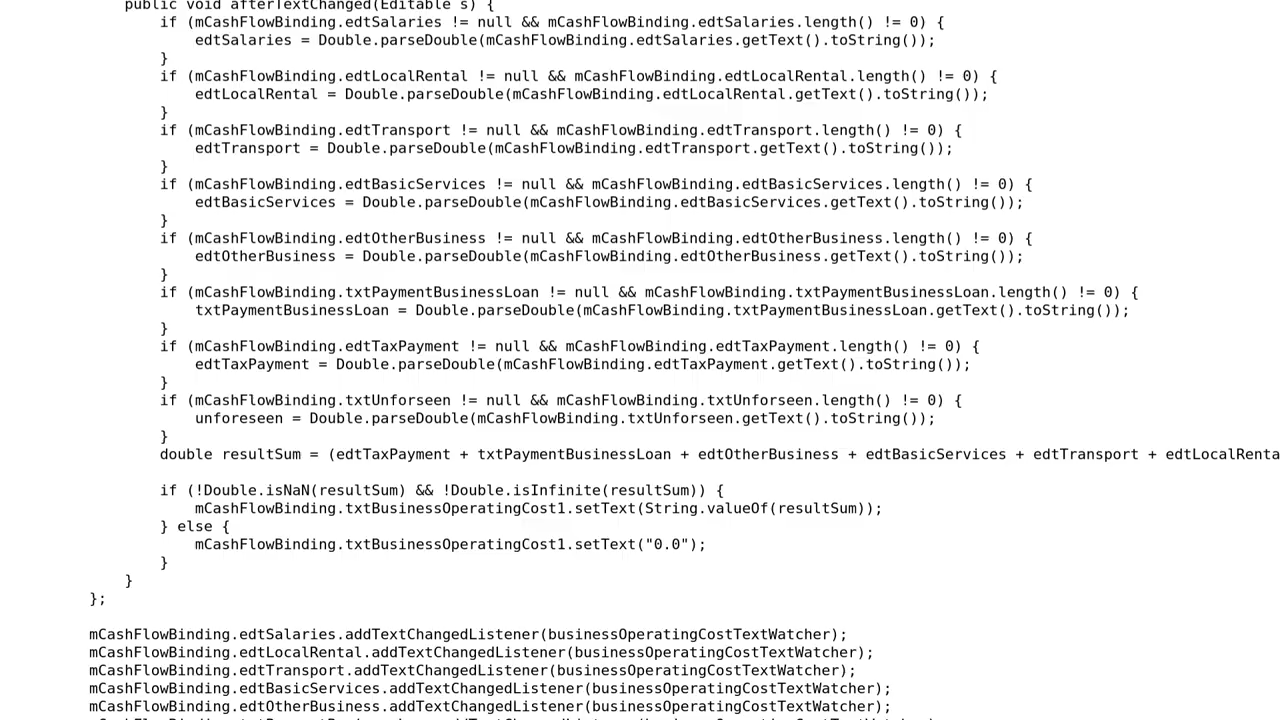 public void afterTextChanged(Editable s) {
if (mCashFlowBinding.edtSalaries != null && mCashFlowBinding.edtSalaries.length() != 0) {
edtSalaries = Double.parseDouble(mCashFlowBinding.edtSalaries.getText().toString());
}
if (mCashFlowBinding.edtLocalRental != null && mCashFlowBinding.edtLocalRental.length() != 0) {
edtLocalRental = Double.parseDouble(mCashFlowBinding.edtLocalRental.getText().toString());
}
if (mCashFlowBinding.edtTransport != null && mCashFlowBinding.edtTransport.length() != 0) {
edtTransport = Double.parseDouble(mCashFlowBinding.edtTransport.getText().toString());
}
if (mCashFlowBinding.edtBasicServices != null && mCashFlowBinding.edtBasicServices.length() != 0) {
edtBasicServices = Double.parseDouble(mCashFlowBinding.edtBasicServices.getText().toString());
}
if (mCashFlowBinding.edtOtherBusiness != null && mCashFlowBinding.edtOtherBusiness.length() != 0) {
edtOtherBusiness = Double.parseDouble(mCashFlowBinding.edtOtherBusiness.getText().toString());
}
if (mCashFlowBinding.txtPaymentBusinessLoan != null && mCashFlowBinding.txtPaymentBusinessLoan.length() != 0) {
txtPaymentBusinessLoan = Double.parseDouble(mCashFlowBinding.txtPaymentBusinessLoan.getText().toString());
}
if (mCashFlowBinding.edtTaxPayment != null && mCashFlowBinding.edtTaxPayment.length() != 0) {
edtTaxPayment = Double.parseDouble(mCashFlowBinding.edtTaxPayment.getText().toString());
}
if (mCashFlowBinding.txtUnforseen != null && mCashFlowBinding.txtUnforseen.length() != 0) {
unforeseen = Double.parseDouble(mCashFlowBinding.txtUnforseen.getText().toString());
}
double resultSum = (edtTaxPayment + txtPaymentBusinessLoan + edtOtherBusiness + edtBasicServices + edtTransport + edtLocalRenta
if (!Double.isNaN(resultSum) && !Double.isInfinite(resultSum)) {
mCashFlowBinding.txtBusinessOperatingCost1.setText(String.valueOf(resultSum));
} else {
mCashFlowBinding.txtBusinessOperatingCost1.setText("0.0");
}
}
};
mCashFlowBinding.edtSalaries.addTextChangedListener(businessOperatingCostTextWatcher);
mCashFlowBinding.edtLocalRental.addTextChangedListener(businessOperatingCostTextWatcher);
mCashFlowBinding.edtTransport.addTextChangedListener(businessOperatingCostTextWatcher);
mCashFlowBinding.edtBasicServices.addTextChangedListener(businessOperatingCostTextWatcher);
mCashFlowBinding.edtOtherBusiness.addTextChangedListener(businessOperatingCostTextWatcher);